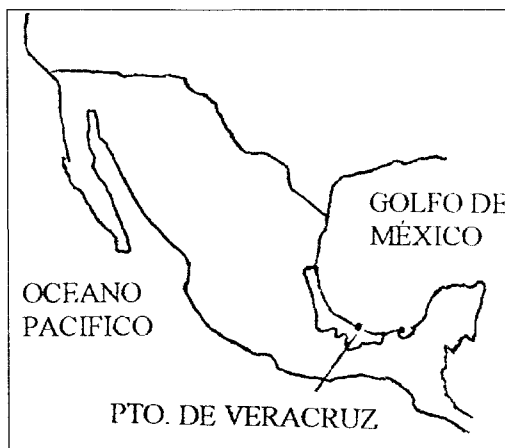 GOLFO DE
MÉXICO
OCEANO
PACIFICO
PTO. DE VERACRUZ